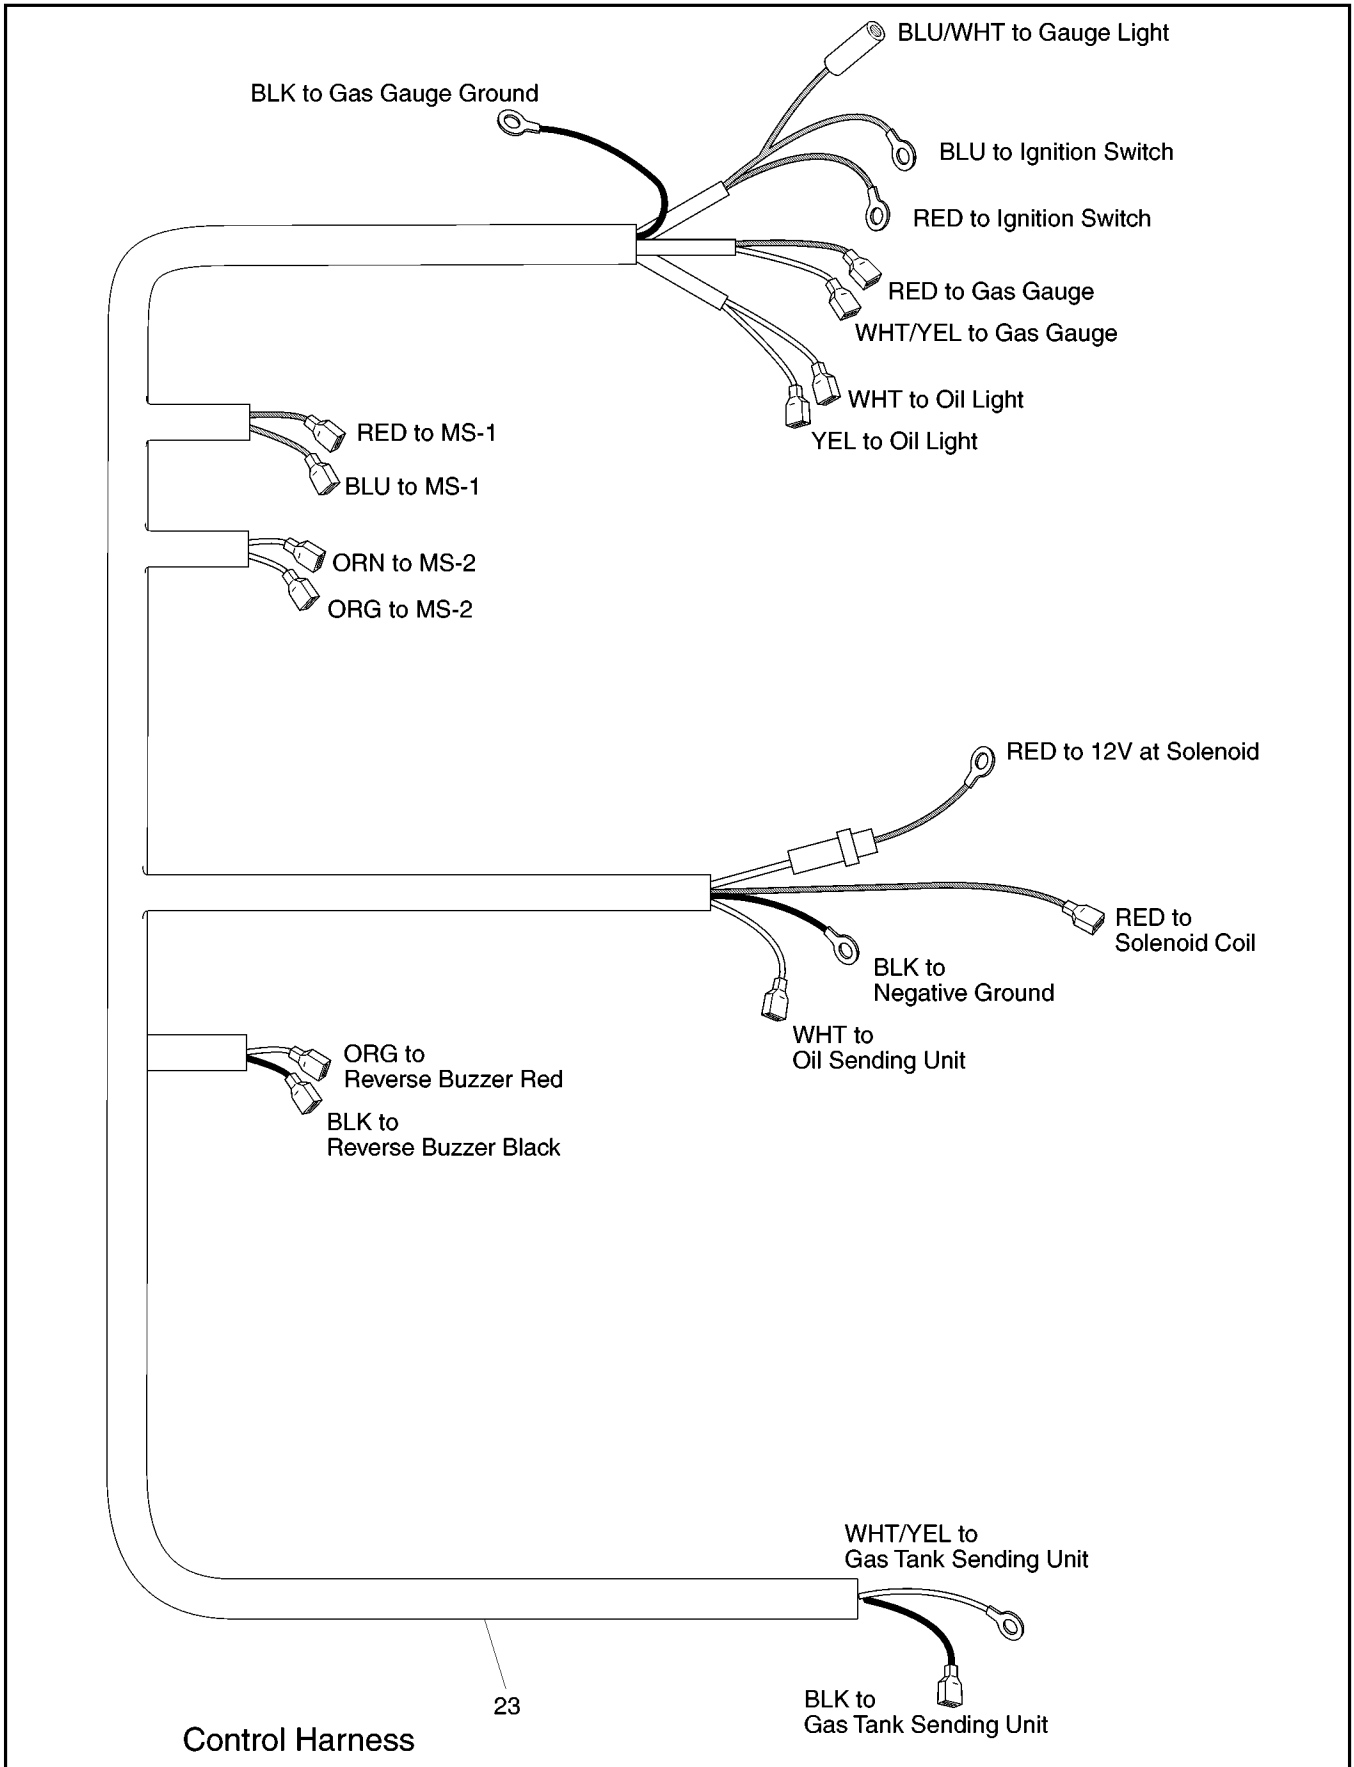 BLU/WHT to Gauge Light
BLK to Gas Gauge Ground
BLU to Ignition Switch
RED to Ignition Switch
RED to Gas Gauge
WHT/YEL to Gas Gauge
WHT to Oil Light
YEL to Oil Light
RED to MS-1
BLU to MS-1
ORN to MS-2
ORG to MS-2
RED to 12V at Solenoid
RED to
Solenoid Coil
BLK to
Negative Ground
WHT to
Oil Sending Unit
ORG to
Reverse Buzzer Red
BLK to
Reverse Buzzer Black
WHT/YEL to
Gas Tank Sending Unit
BLK to
Gas Tank Sending Unit
23
Control Harness